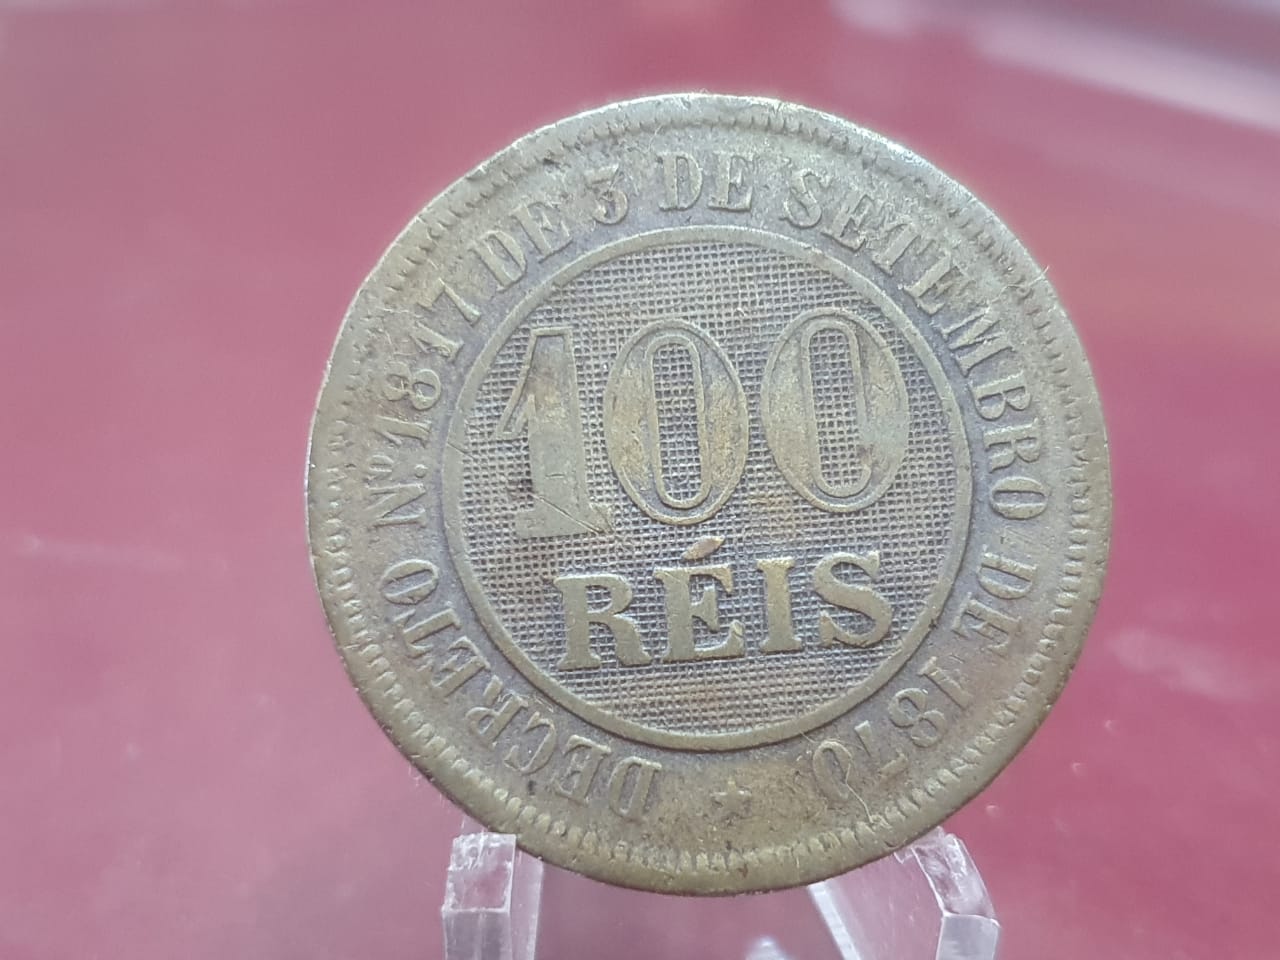 DECRETO Nº. 1817 DE 3 DE SETEMBRO DE 1870
100
RÉIS